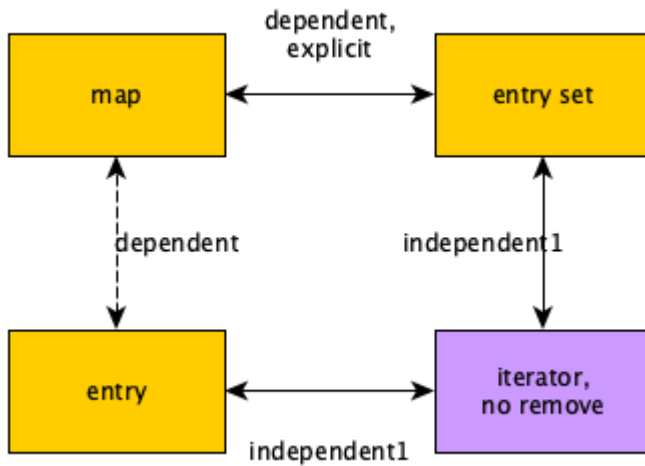 dependent,
explicit
map
entry set
dependent
independent1
entry
iterator,
no remove
independent1